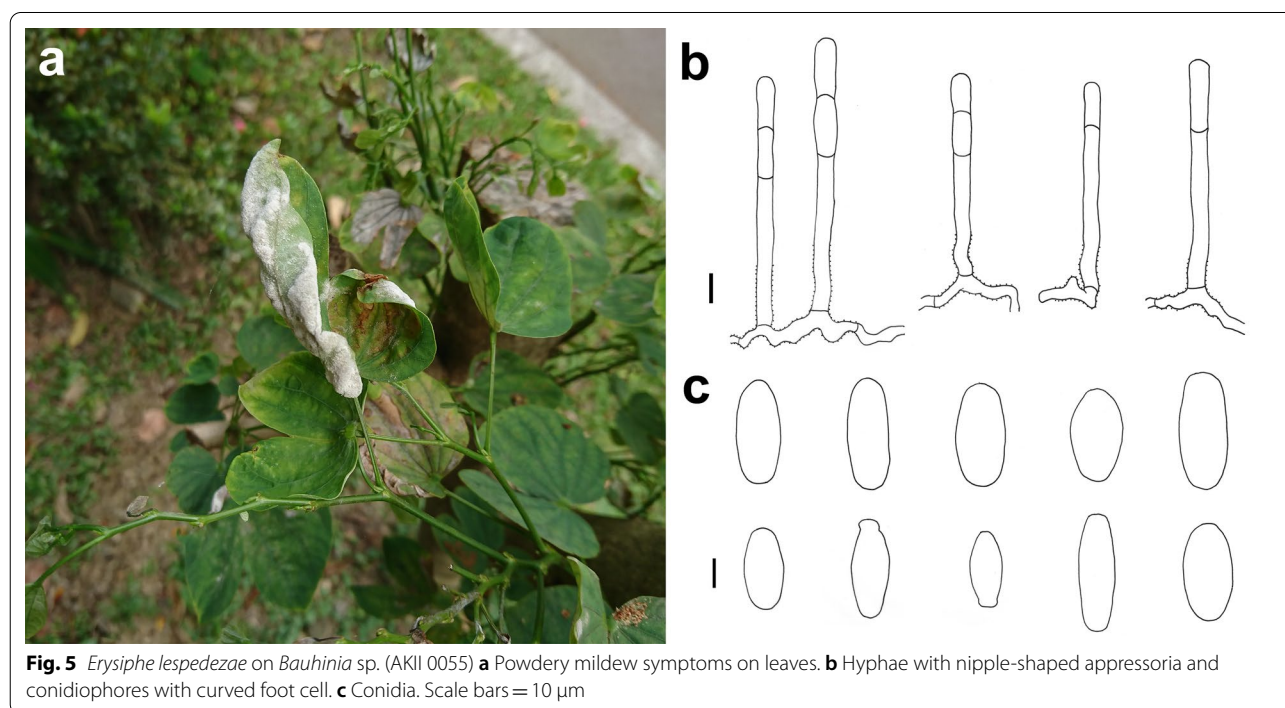 a
b
c
Fig. 5 Erysiphe lespedezae on Bauhinia sp. (AKII 0055) a Powdery mildew symptoms on leaves. b Hyphae with nipple-shaped appressoria and
conidiophores with curved foot cell. c Conidia. Scale bars = 10 μm